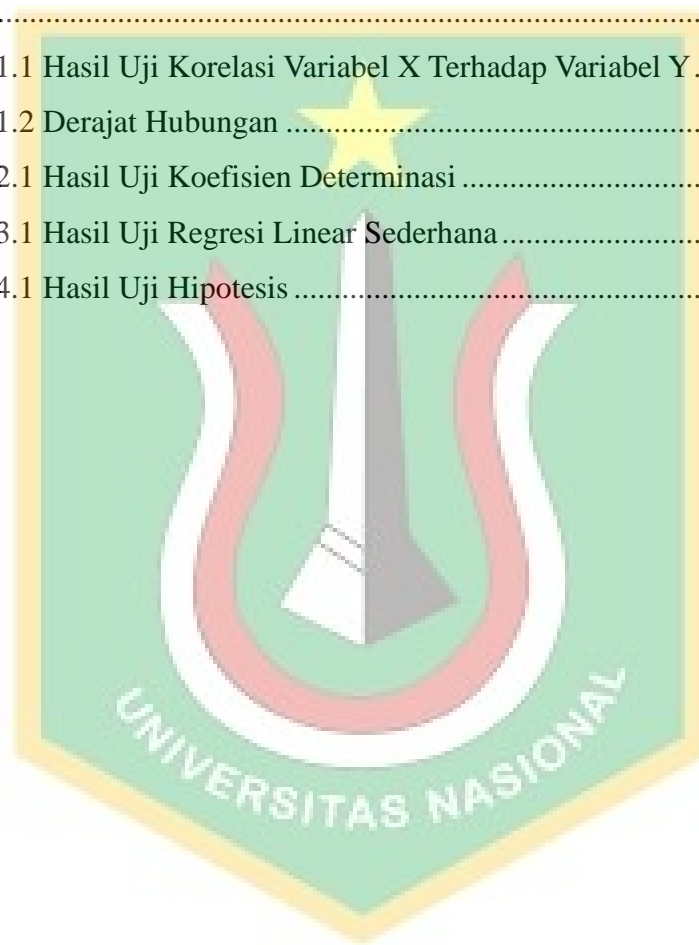 ....................................................................................
1.1 Hasil Uji Korelasi Variabel X Terhadap Variabel Y.
1.2 Derajat Hubungan ....................................................
2.1 Hasil Uji Koefisien Determinasi ..............................
3.1 Hasil Uji Regresi Linear Sederhana .........................
4.1 Hasil Uji Hipotesis ...................................................
UNIVERSITAS NASIONAL